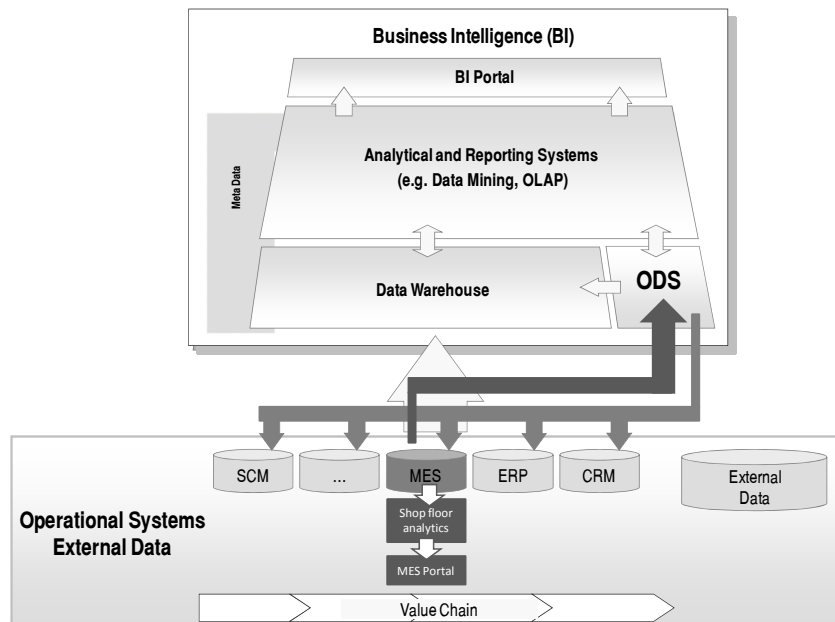 Business Intelligence (BI)
BI Portal
Analytical and Reporting Systems
(e.g. Data Mining, OLAP)
Meta Data
Data Warehouse
ODS
SCM
...
MES
ERP
CRM
External
Data
Shop floor
analytics
Operational Systems
External Data
MES Portal
Value Chain